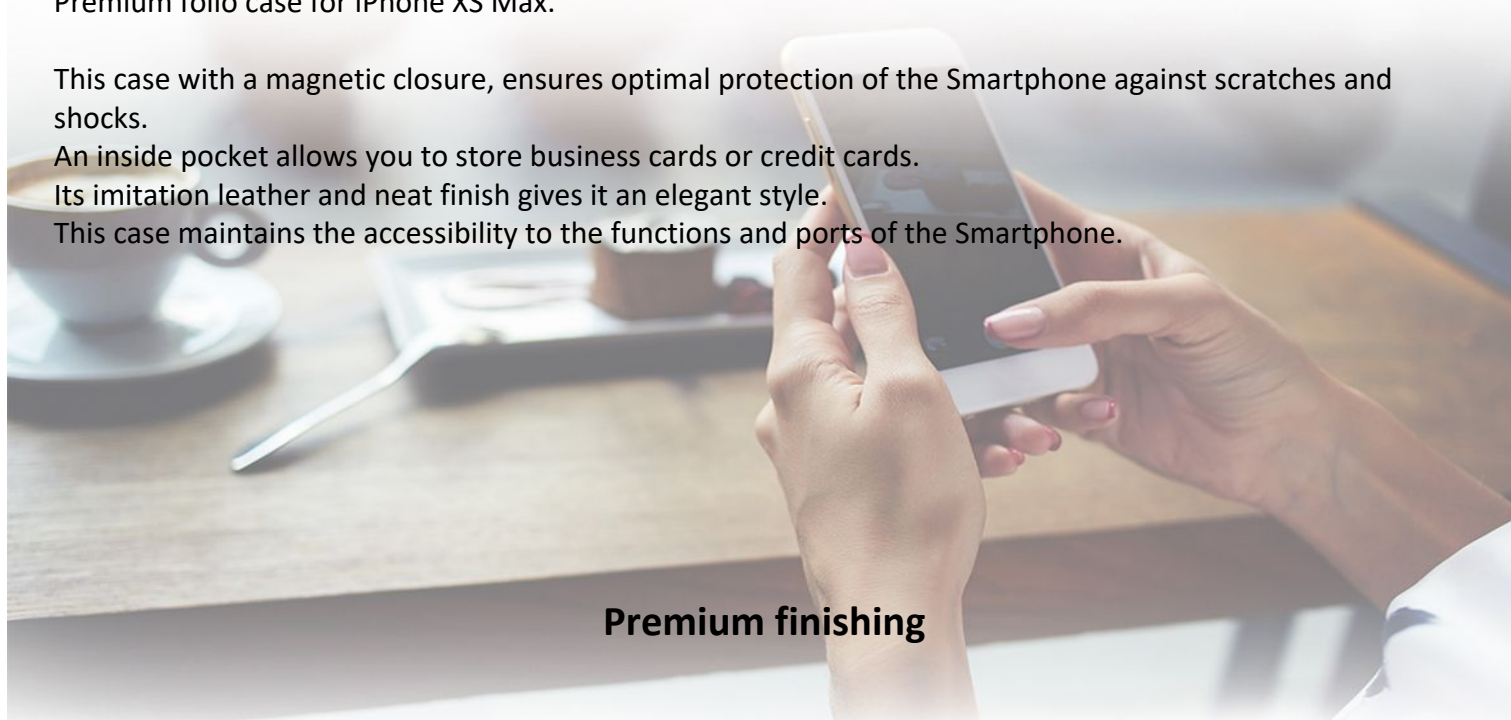 Premium folio case for iPhone XS Max.
This case with a magnetic closure, ensures optimal protection of the Smartphone against scratches and
shocks.
An inside pocket allows you to store business cards or credit cards.
Its imitation leather and neat finish gives it an elegant style.
This case maintains the accessibility to the functions and ports of the Smartphone.
Premium finishing